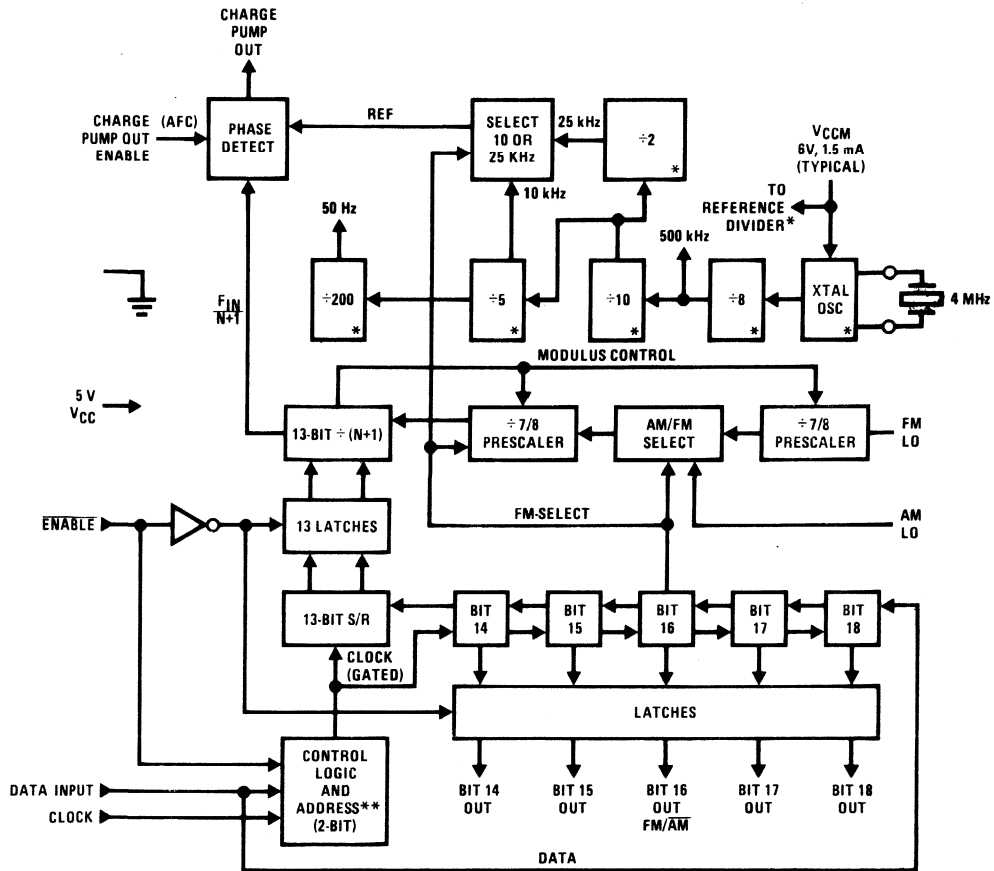 CHARGE
PUMP
OUT
CHARGE (AFC)
PUMP OUT
ENABLE
PHASE
DETECT
REF
SELECT
10 OR
25 KHz
25 kHz
÷2
*
VCCM
6V, 1.5 mA
(TYPICAL)
TO
REFERENCE
DIVIDER*
10 kHz
50 Hz
500 kHz
÷200
*
÷5
*
÷10
*
÷8
*
XTAL
OSC
*
4 MHz
FIN
N+1
MODULUS CONTROL
5 V
VCC
13-BIT ÷ (N+1)
÷ 7/8
PRESCALER
AM/FM
SELECT
÷ 7/8
PRESCALER
FM
LO
ENABLE
13 LATCHES
FM-SELECT
AM
LO
13-BIT S/R
BIT
14
BIT
15
BIT
16
BIT
17
BIT
18
CLOCK
(GATED)
LATCHES
CONTROL
LOGIC
AND
ADDRESS**
(2-BIT)
DATA INPUT
CLOCK
BIT 14
OUT
BIT 15
OUT
BIT 16
OUT
FM/AM
BIT 17
OUT
BIT 18
OUT
DATA